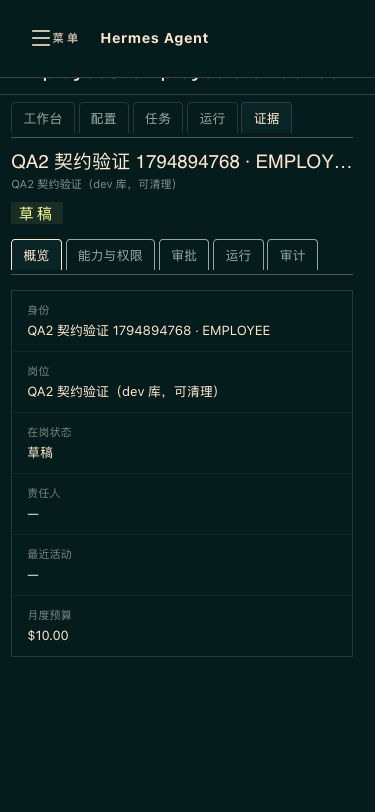 菜单 Hermes Agent
工作台 配置 任务 运行 证据
QA2 契约验证 1794894768 · EMPLOY...
QA2 契约验证（dev 库，可清理）
草稿
概览 能力与权限 审批 运行 审计
身份
QA2 契约验证 1794894768 · EMPLOYEE
岗位
QA2 契约验证（dev 库，可清理）
在岗状态
草稿
责任人
—
最近活动
—
月度预算
$10.00